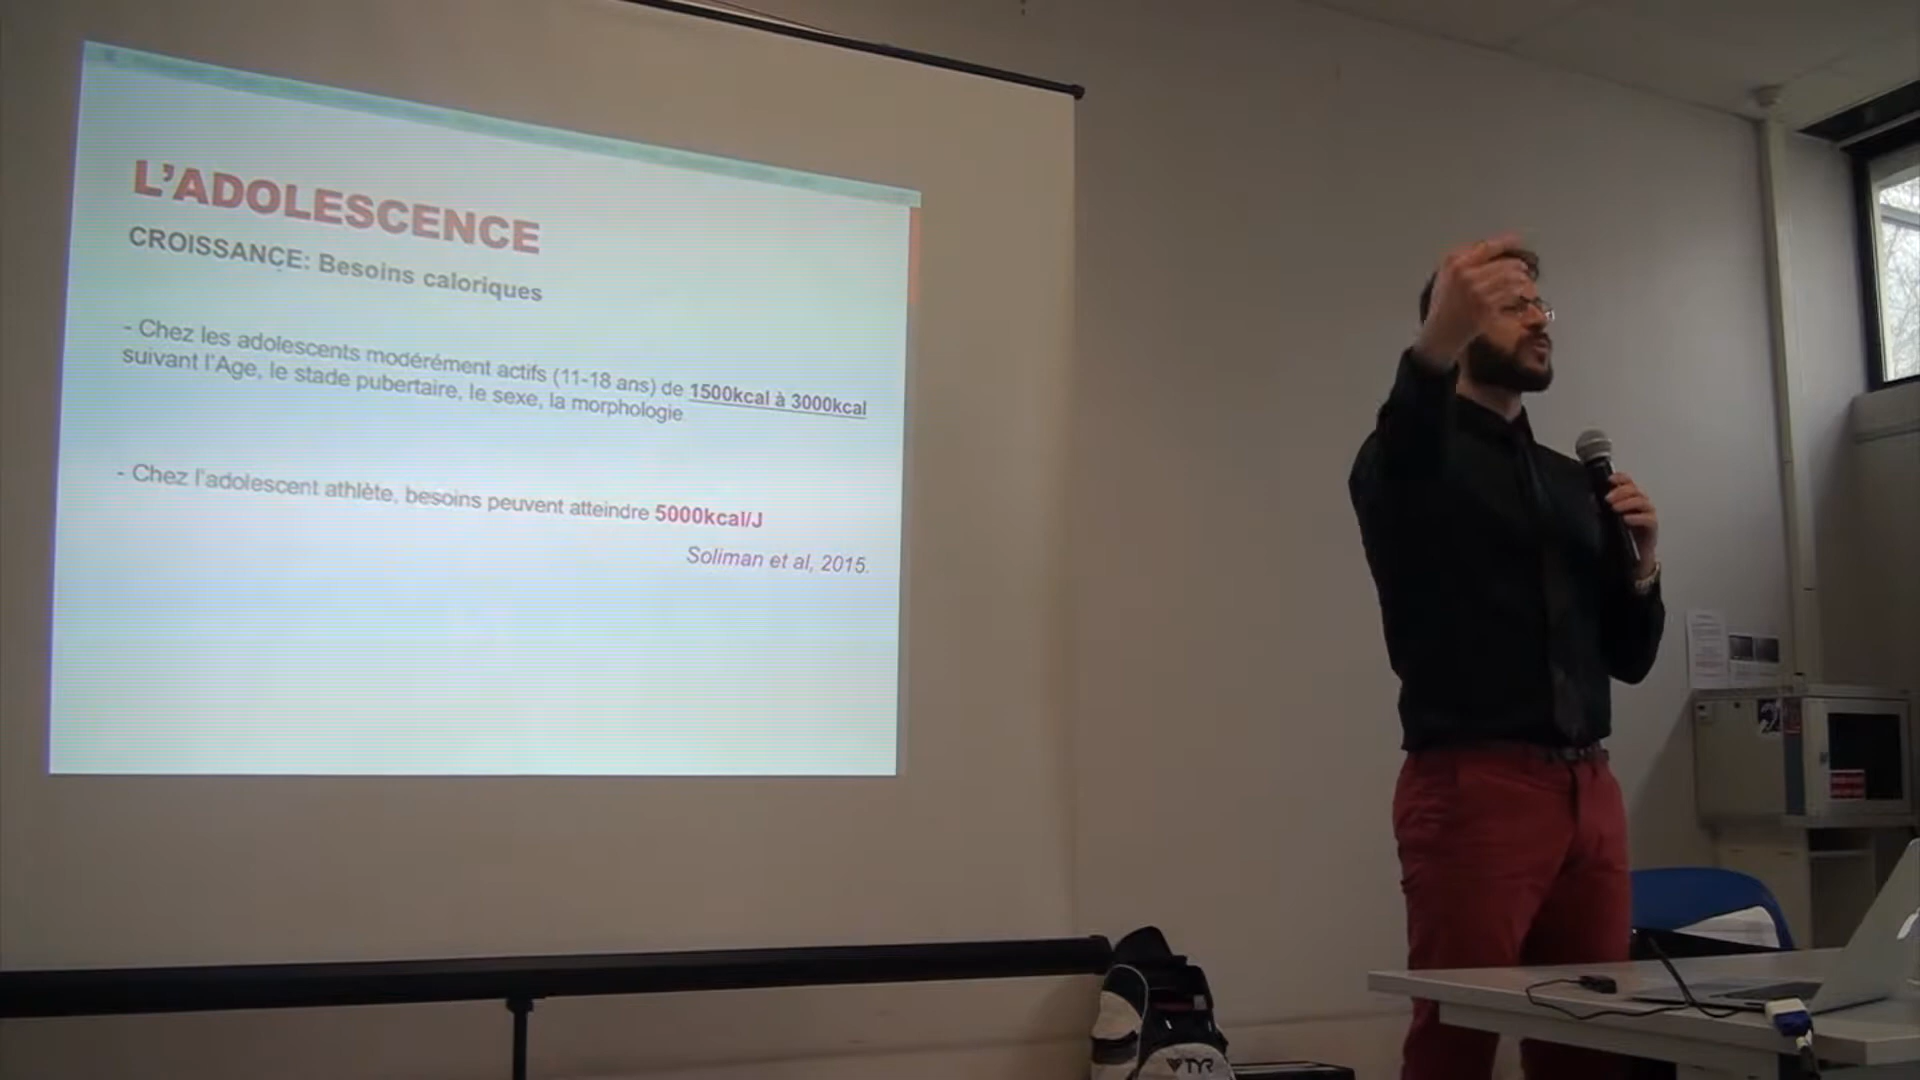 L'ADOLESCENCE
CROISSANCE: Besoins caloriques
- Chez les adolescents modérément actifs (11-18 ans) de 1500kcal à 3000kcal
suivant l'Age, le stade pubertaire, le sexe, la morphologie
- Chez l'adolescent athlète, besoins peuvent atteindre 5000kcal/J
Soliman et al, 2015.
TYR